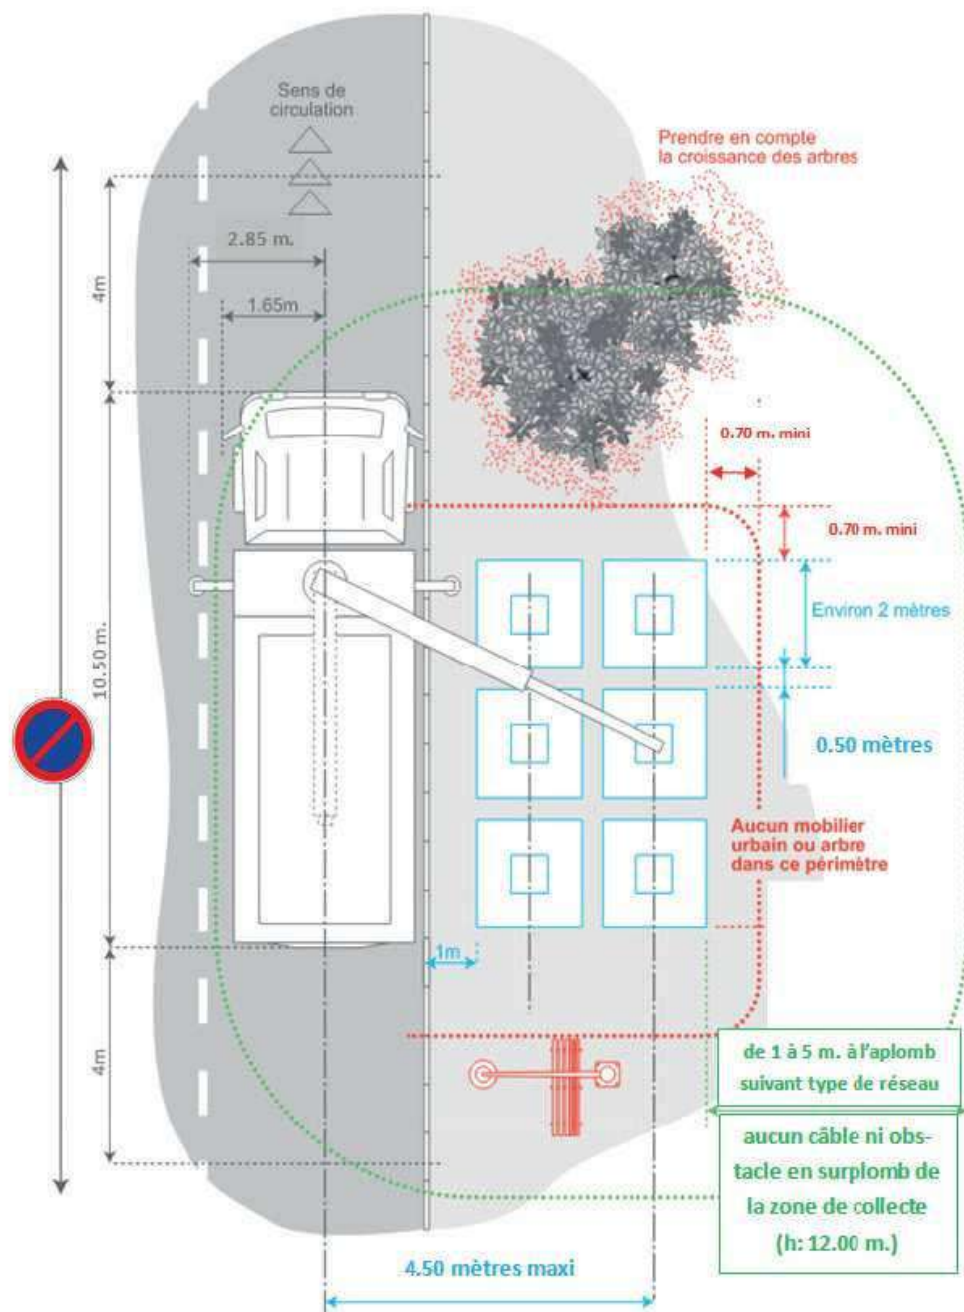 Sens de
circulation
Prendre en compte
la croissance des arbres
2.85 m.
4m
1.65m
0.70 m. mini
0.70 m. mini
Environ 2 mètres
10.50 m.
0.50 mètres
Aucun mobilier
urbain ou arbre
dans ce périmètre
1m
4m
de 1 à 5 m. à l'aplomb
suivant type de réseau
aucun câble ni obs-
tacle en surplomb de
la zone de collecte
(h: 12.00 m.)
4.50 mètres maxi